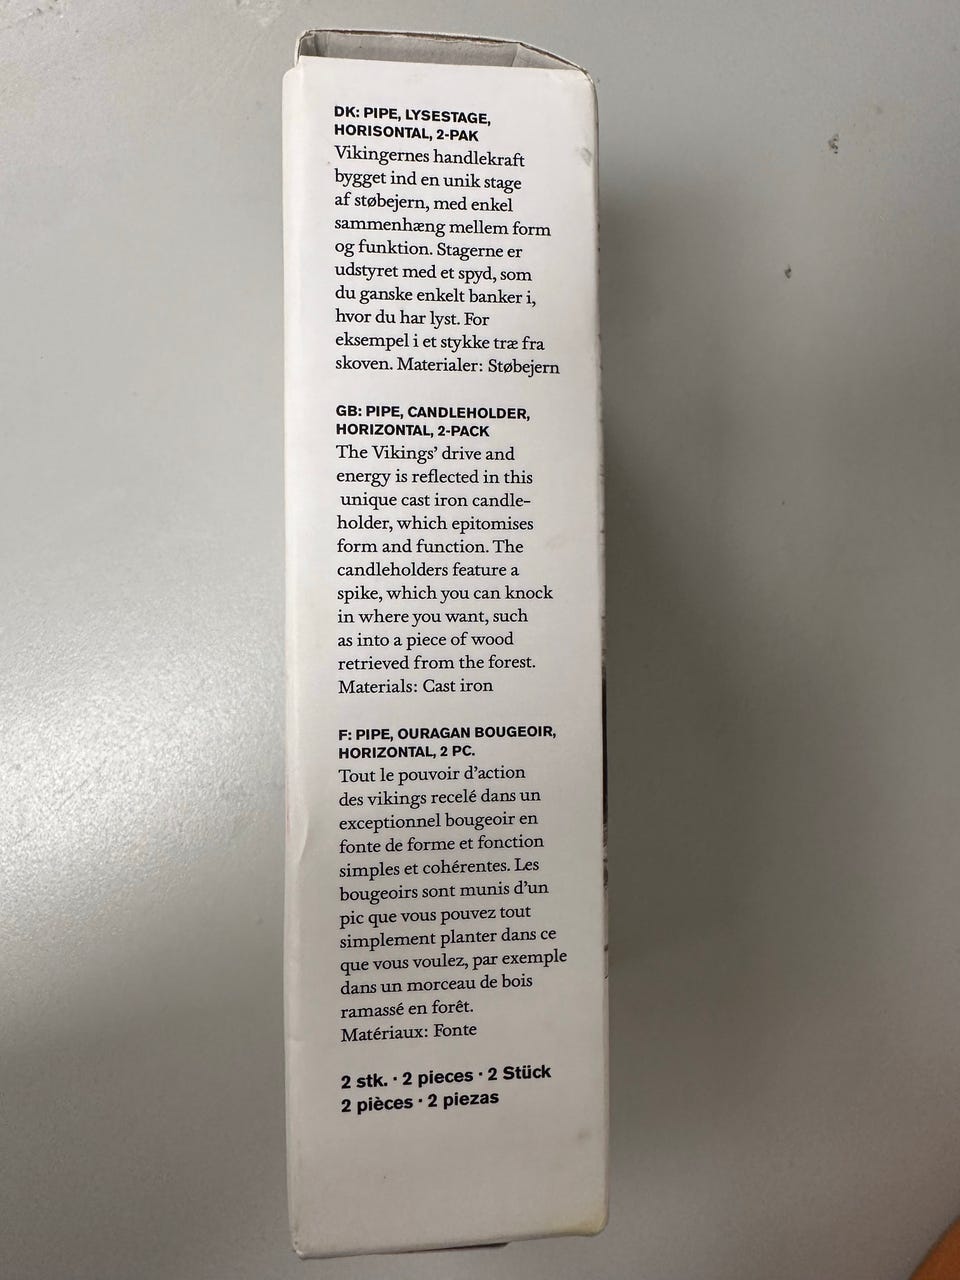 DK: PIPE, LYSESTAGE,
HORISONTAL, 2-PAK
Vikingernes handlekraft
bygget ind en unik stage
af støbejern, med enkel
sammenhæng mellem form
og funktion. Stagerne er
udstyret med et spyd, som
du ganske enkelt banker i,
hvor du har lyst. For
eksempel i et stykke træ fra
skoven. Materialer: Støbejern
GB: PIPE, CANDLEHOLDER,
HORIZONTAL, 2-PACK
The Vikings’ drive and
energy is reflected in this
unique cast iron candle-
holder, which epitomises
form and function. The
candleholders feature a
spike, which you can knock
in where you want, such
as into a piece of wood
retrieved from the forest.
Materials: Cast iron
F: PIPE, OURAGAN BOUGEOIR,
HORIZONTAL, 2 PC.
Tout le pouvoir d’action
des vikings recelé dans un
exceptionnel bougeoir en
fonte de forme et fonction
simples et cohérentes. Les
bougeoirs sont munis d’un
pic que vous pouvez tout
simplement planter dans ce
que vous voulez, par exemple
dans un morceau de bois
ramassé en forêt.
Matériaux: Fonte
2 stk. · 2 pieces · 2 Stück
2 pièces · 2 piezas